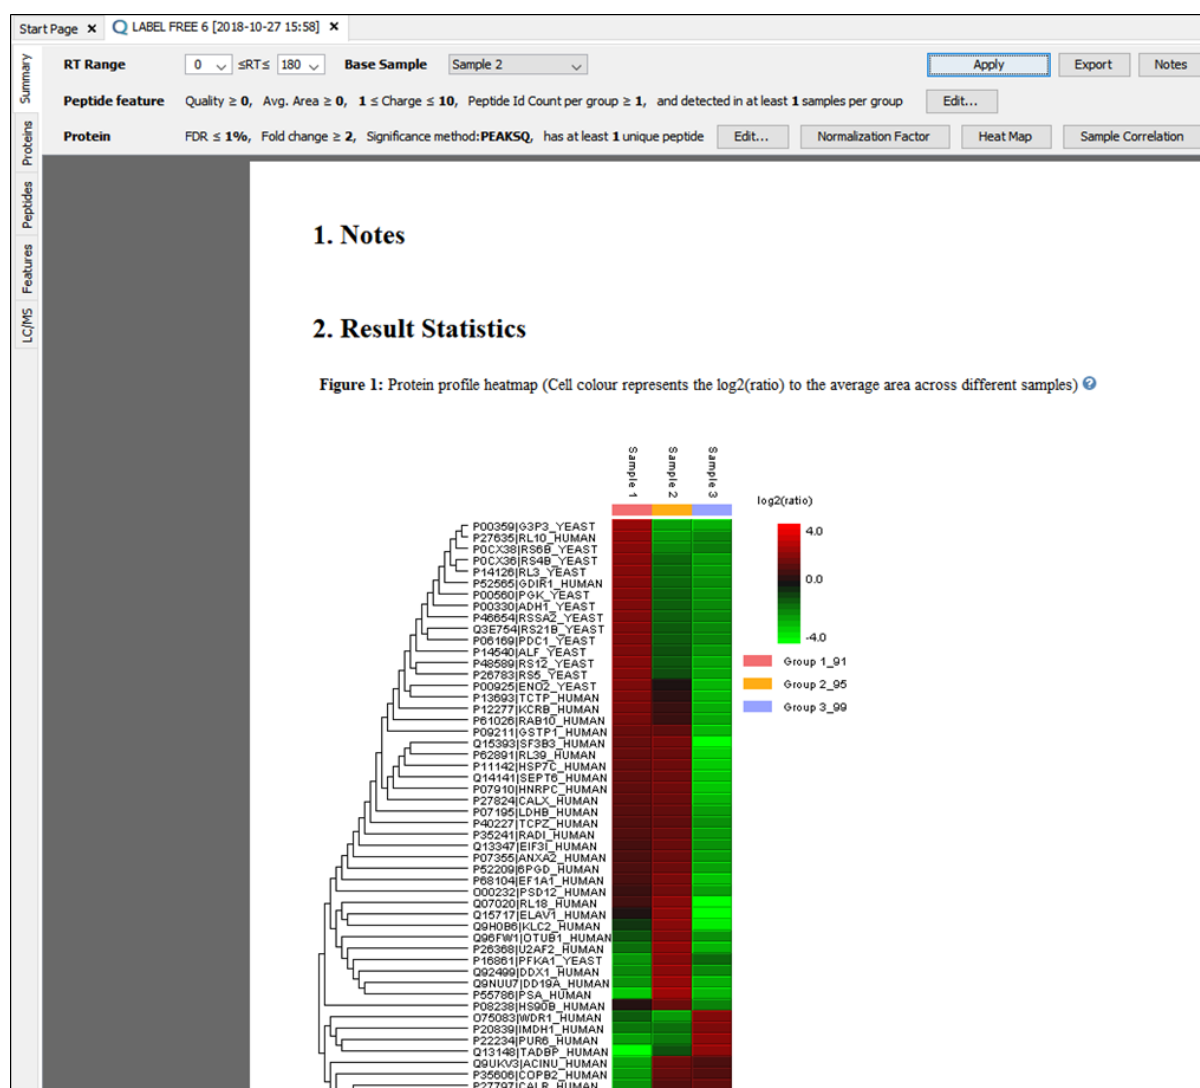 Start Page x Q LABEL FREE 6 [2018-10-27 15:58] x
Summary
Proteins
Peptides
Features
LC/MS
RT Range 0 ≤RT≤ 180 Base Sample Sample 2 Apply Export Notes
Peptide feature Quality ≥ 0, Avg. Area ≥ 0, 1 ≤ Charge ≤ 10, Peptide Id Count per group ≥ 1, and detected in at least 1 samples per group Edit...
Protein FDR ≤ 1%, Fold change ≥ 2, Significance method:PEAKSQ, has at least 1 unique peptide Edit... Normalization Factor Heat Map Sample Correlation
1. Notes
2. Result Statistics
Figure 1: Protein profile heatmap (Cell colour represents the log2(ratio) to the average area across different samples) ?
Sample 1
Sample 2
Sample 3
log2(ratio)
4.0
0.0
-4.0
Group 1_91
Group 2_95
Group 3_99
P00359|G3P3_YEAST
P27635|RL10_HUMAN
P0CX38|RS6B_YEAST
P0CX36|RS4B_YEAST
P14126|RL3_YEAST
P52565|GDIR1_HUMAN
P00560|PGK_YEAST
P00330|ADH1_YEAST
P46654|RSSA2_YEAST
Q3E754|RS21B_YEAST
P06169|PDC1_YEAST
P14540|ALF_YEAST
P48589|RS12_YEAST
P26783|RS5_YEAST
P00925|ENO2_YEAST
P13693|TCTP_HUMAN
P12277|KCRB_HUMAN
P61026|RAB10_HUMAN
P09211|GSTP1_HUMAN
Q15393|SF3B3_HUMAN
P62891|RL39_HUMAN
P11142|HSP7C_HUMAN
Q14141|SEPT6_HUMAN
P07910|HNRPC_HUMAN
P27824|CALX_HUMAN
P07195|LDHB_HUMAN
P40227|TCPZ_HUMAN
P35241|RADI_HUMAN
Q13347|EIF3I_HUMAN
P07355|ANXA2_HUMAN
P52209|6PGD_HUMAN
P68104|EF1A1_HUMAN
O00232|PSD12_HUMAN
Q07020|RL18_HUMAN
Q15717|ELAV1_HUMAN
Q9H0B6|KLC2_HUMAN
Q96FW1|OTUB1_HUMAN
P26368|U2AF2_HUMAN
P16861|PFKA1_YEAST
Q92499|DDX1_HUMAN
Q9NUU7|DD19A_HUMAN
P55786|PSA_HUMAN
P08238|HS90B_HUMAN
O75083|WDR1_HUMAN
P20839|IMDH1_HUMAN
P22234|PUR6_HUMAN
Q13148|TADBP_HUMAN
Q9UKV3|ACINU_HUMAN
P35606|COPB2_HUMAN
P27797|CALR_HUMAN